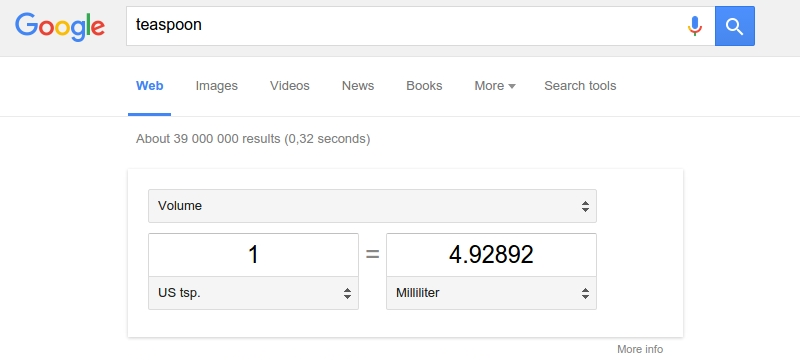 Google teaspoon
Web Images Videos News Books More Search tools
About 39 000 000 results (0,32 seconds)
Volume
1 = 4.92892
US tsp. Milliliter
More info